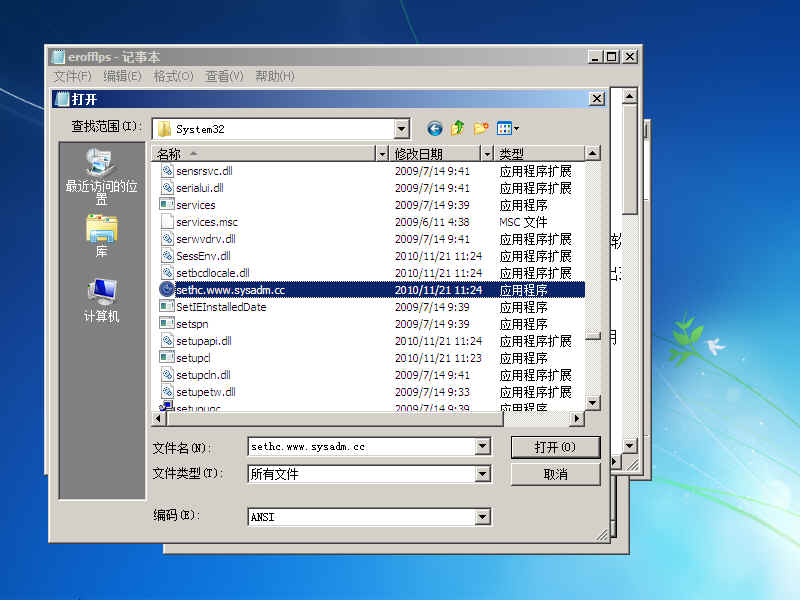 erofflps - 记事本
文件(F) 编辑(E) 格式(O) 查看(V) 帮助(H)
打开
查找范围(I): System32
名称 修改日期 类型
sensrsvc.dll 2009/7/14 9:41 应用程序扩展
serialui.dll 2009/7/14 9:41 应用程序扩展
services 2009/7/14 9:39 应用程序
services.msc 2009/6/11 4:38 MSC 文件
serwvdrv.dll 2009/7/14 9:41 应用程序扩展
SessEnv.dll 2010/11/21 11:24 应用程序扩展
setbcdlocale.dll 2010/11/21 11:24 应用程序扩展
sethc.www.sysadm.cc 2010/11/21 11:24 应用程序
SetIEInstalledDate 2009/7/14 9:39 应用程序
setspn 2009/7/14 9:39 应用程序
setupapi.dll 2010/11/21 11:24 应用程序扩展
setupcl 2010/11/21 11:23 应用程序
setupcln.dll 2009/7/14 9:41 应用程序扩展
setupetw.dll 2009/7/14 9:33 应用程序扩展
setupugc 2009/7/14 9:39 应用程序
最近访问的位
置
库
计算机
文件名(N): sethc.www.sysadm.cc 打开(O)
文件类型(T): 所有文件 取消
编码(E): ANSI